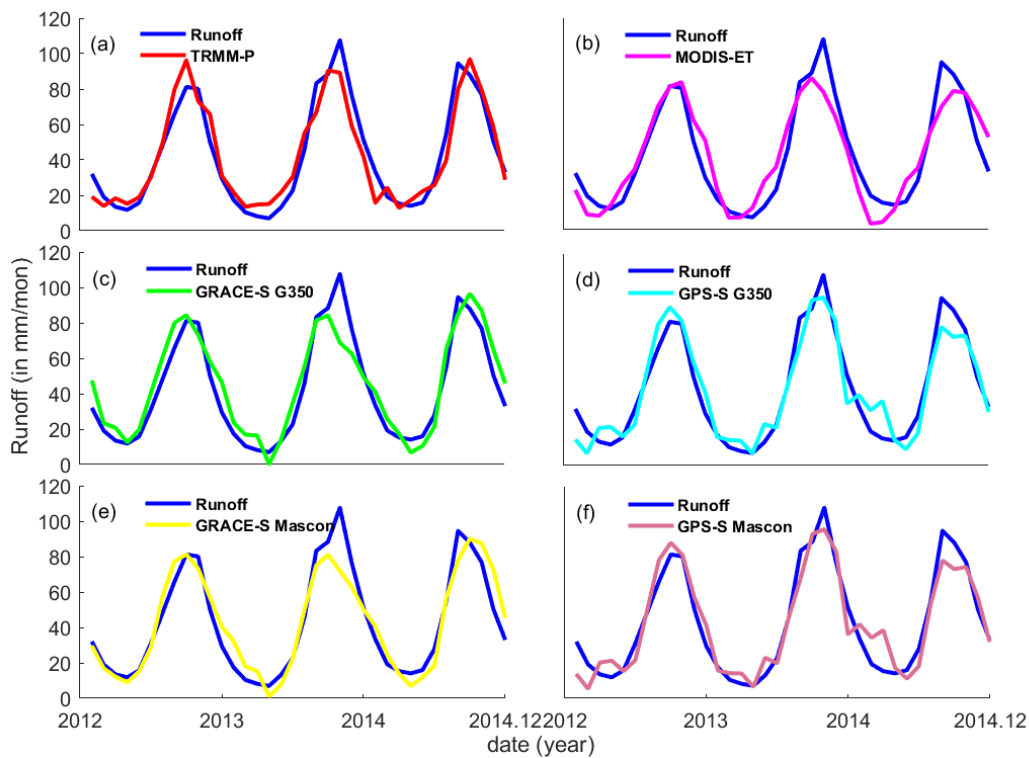 120
100
80
60
40
20
0
(a)
Runoff
TRMM-P
(b)
Runoff
MODIS-ET
120
100
80
60
40
20
0
(c)
Runoff
GRACE-S G350
(d)
Runoff
GPS-S G350
Runoff (in mm/mon)
120
100
80
60
40
20
0
(e)
Runoff
GRACE-S Mascon
(f)
Runoff
GPS-S Mascon
2012 2013 2014 2014.12 2012 2013 2014 2014.12
date (year)